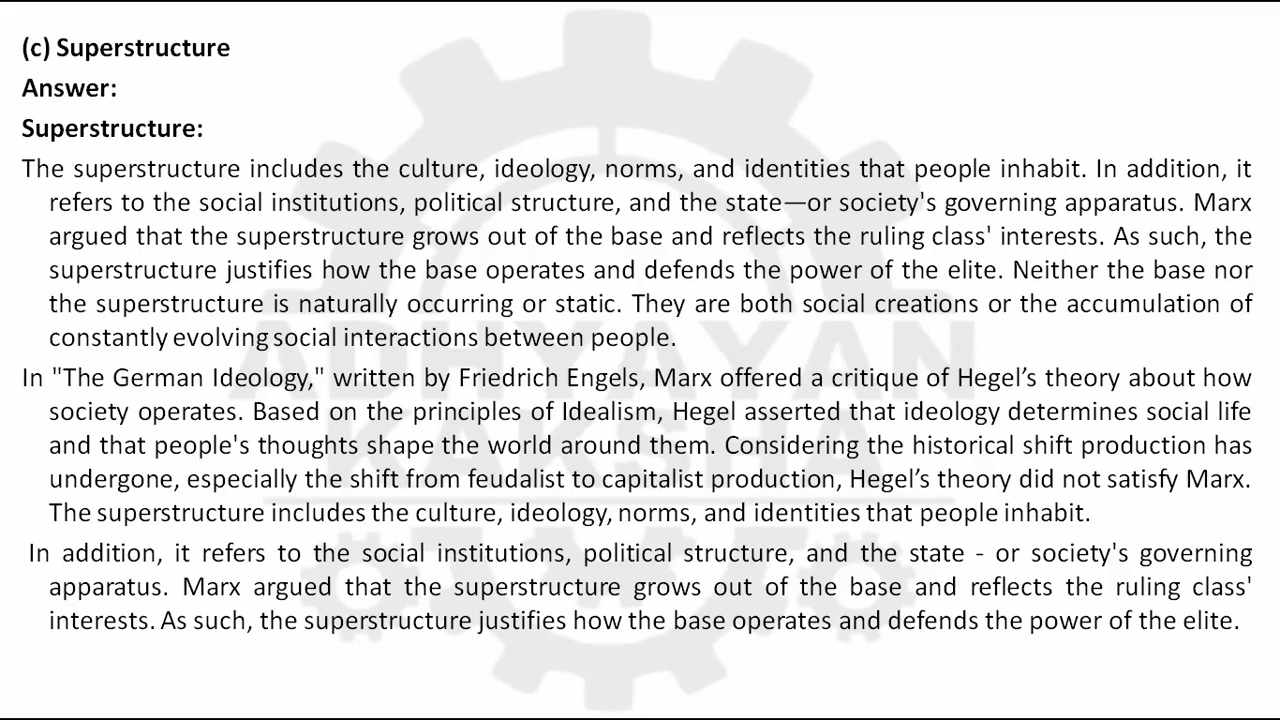 (c) Superstructure
Answer:
Superstructure:
The superstructure includes the culture, ideology, norms, and identities that people inhabit. In addition, it
refers to the social institutions, political structure, and the state—or society's governing apparatus. Marx
argued that the superstructure grows out of the base and reflects the ruling class' interests. As such, the
superstructure justifies how the base operates and defends the power of the elite. Neither the base nor
the superstructure is naturally occurring or static. They are both social creations or the accumulation of
constantly evolving social interactions between people.
In "The German Ideology," written by Friedrich Engels, Marx offered a critique of Hegel’s theory about how
society operates. Based on the principles of Idealism, Hegel asserted that ideology determines social life
and that people's thoughts shape the world around them. Considering the historical shift production has
undergone, especially the shift from feudalist to capitalist production, Hegel’s theory did not satisfy Marx.
The superstructure includes the culture, ideology, norms, and identities that people inhabit.
In addition, it refers to the social institutions, political structure, and the state - or society's governing
apparatus. Marx argued that the superstructure grows out of the base and reflects the ruling class'
interests. As such, the superstructure justifies how the base operates and defends the power of the elite.
ADHYAYAN
KAKSHA